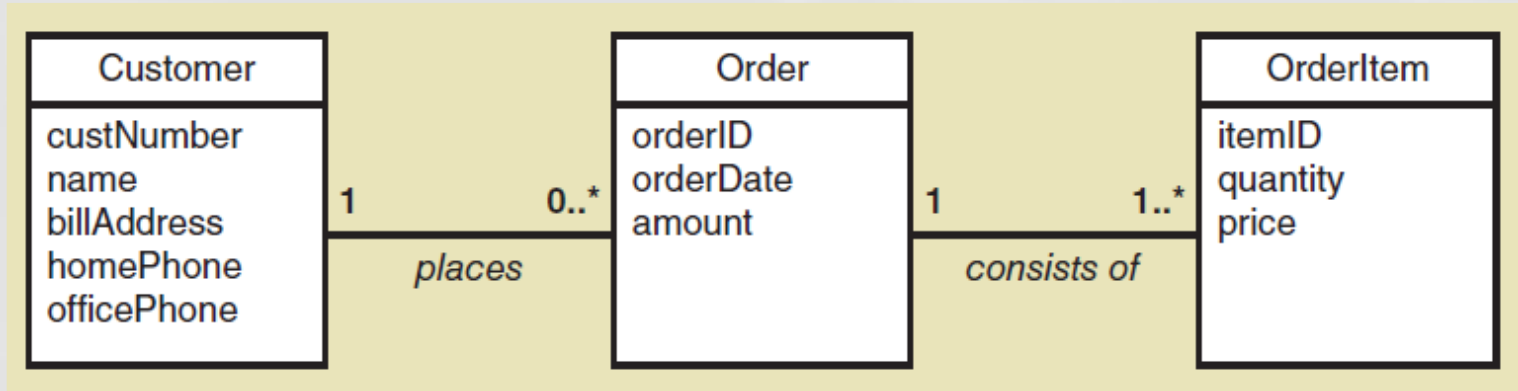 Customer
custNumber
name
billAddress
homePhone
officePhone
1
0..*
places
Order
orderID
orderDate
amount
1
1..*
consists of
OrderItem
itemID
quantity
price